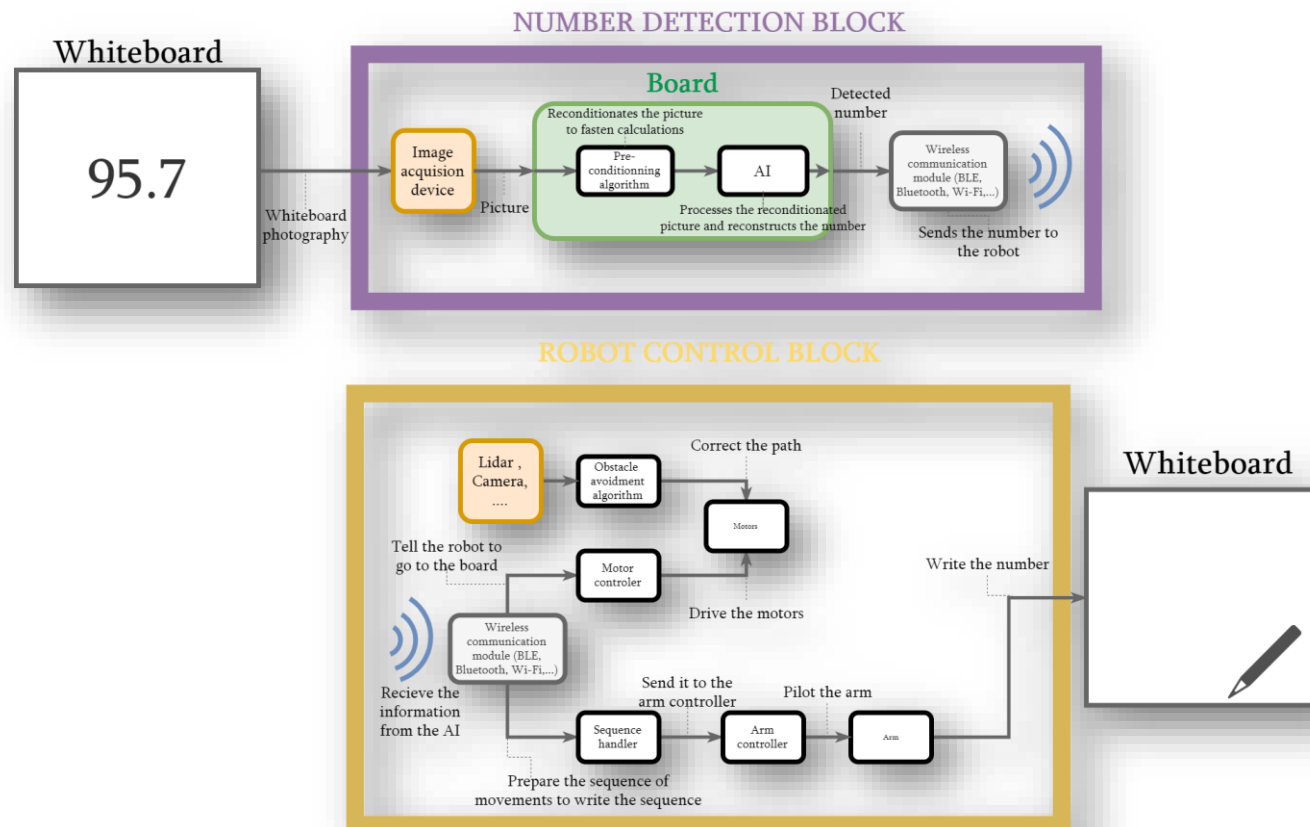 NUMBER DETECTION BLOCK
Whiteboard
95.7
Whiteboard
photography
Image
acquision
device
Picture
Board
Reconditionates the picture
to fasten calculations
Pre-
conditionning
algorithm
AI
Processes the reconditionated
picture and reconstructs the number
Detected
number
Wireless
communication
module (BLE,
Bluetooth, Wi-Fi,...)
Sends the number to
the robot
ROBOT CONTROL BLOCK
Lidar ,
Camera,
....
Obstacle
avoidment
algorithm
Correct the path
Motors
Tell the robot to
go to the board
Motor
controler
Drive the motors
Wireless
communication
module (BLE,
Bluetooth, Wi-Fi,...)
Recieve the
information
from the AI
Sequence
handler
Prepare the sequence of
movements to write the sequence
Send it to the
arm controller
Arm
controller
Pilot the arm
Arm
Write the number
Whiteboard